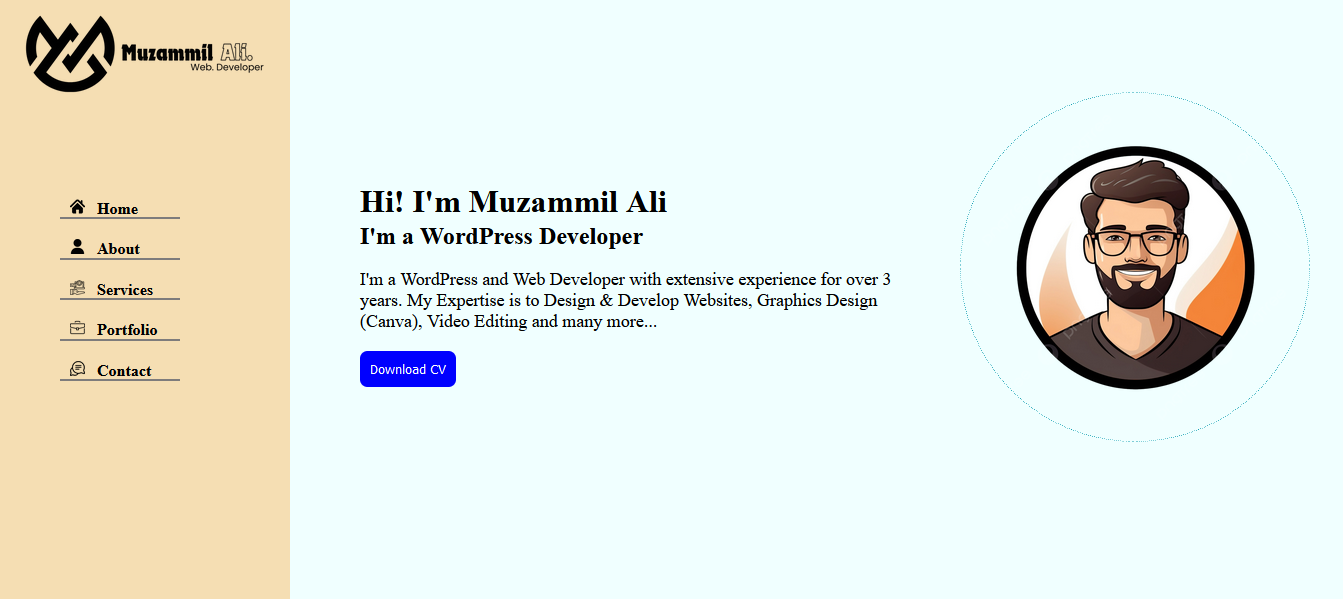 Muzammil Ali.
Web. Developer
Home
About
Services
Portfolio
Contact
Hi! I'm Muzammil Ali
I'm a WordPress Developer
I'm a WordPress and Web Developer with extensive experience for over 3
years. My Expertise is to Design & Develop Websites, Graphics Design
(Canva), Video Editing and many more...
Download CV